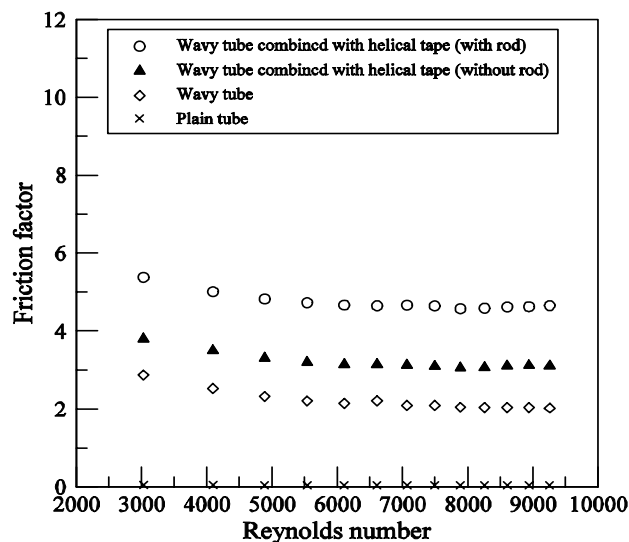 12
10
8
6
4
2
0
Friction factor
Wavy tube combincd with helical tape (with rod)
Wavy tube combincd with helical tape (without rod)
Wavy tube
Plain tube
2000 3000 4000 5000 6000 7000 8000 9000 10000
Reynolds number